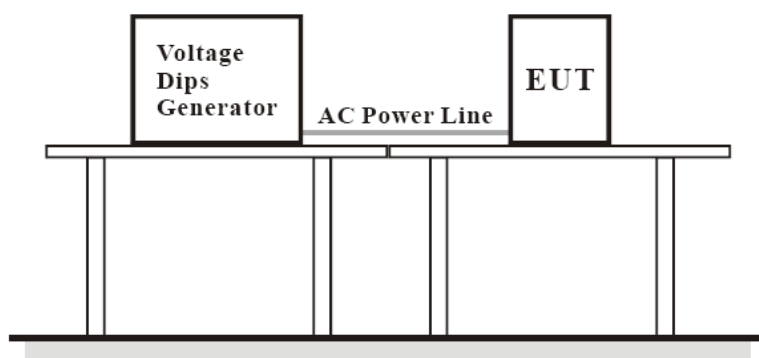 Voltage
Dips
Generator
AC Power Line
EUT